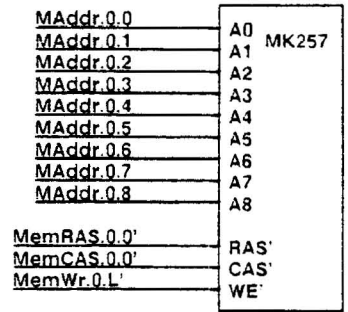 MAddr.0.0 A0 MK257
MAddr.0.1 A1
MAddr.0.2 A2
MAddr.0.3 A3
MAddr.0.4 A4
MAddr.0.5 A5
MAddr.0.6 A6
MAddr.0.7 A7
MAddr.0.8 A8
MemRAS.0.0' RAS'
MemCAS.0.0' CAS'
MemWr.0.L' WE'